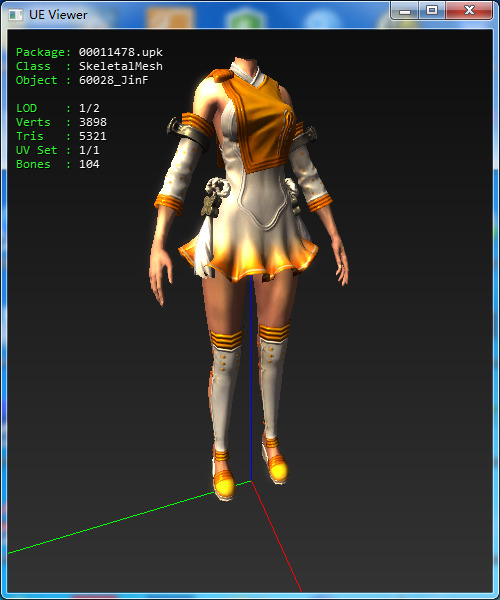 UE Viewer
Package: 00011478.upk
Class : SkeletalMesh
Object : 60028_JinF
LOD : 1/2
Verts : 3898
Tris : 5321
UV Set : 1/1
Bones : 104